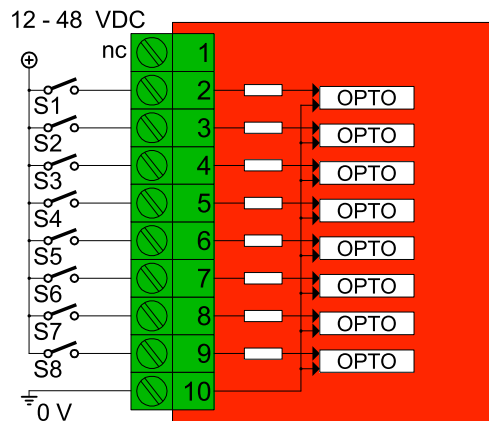 12 - 48 VDC
nc 1
S1 2 OPTO
S2 3 OPTO
S3 4 OPTO
S4 5 OPTO
S5 6 OPTO
S6 7 OPTO
S7 8 OPTO
S8 9 OPTO
0 V 10